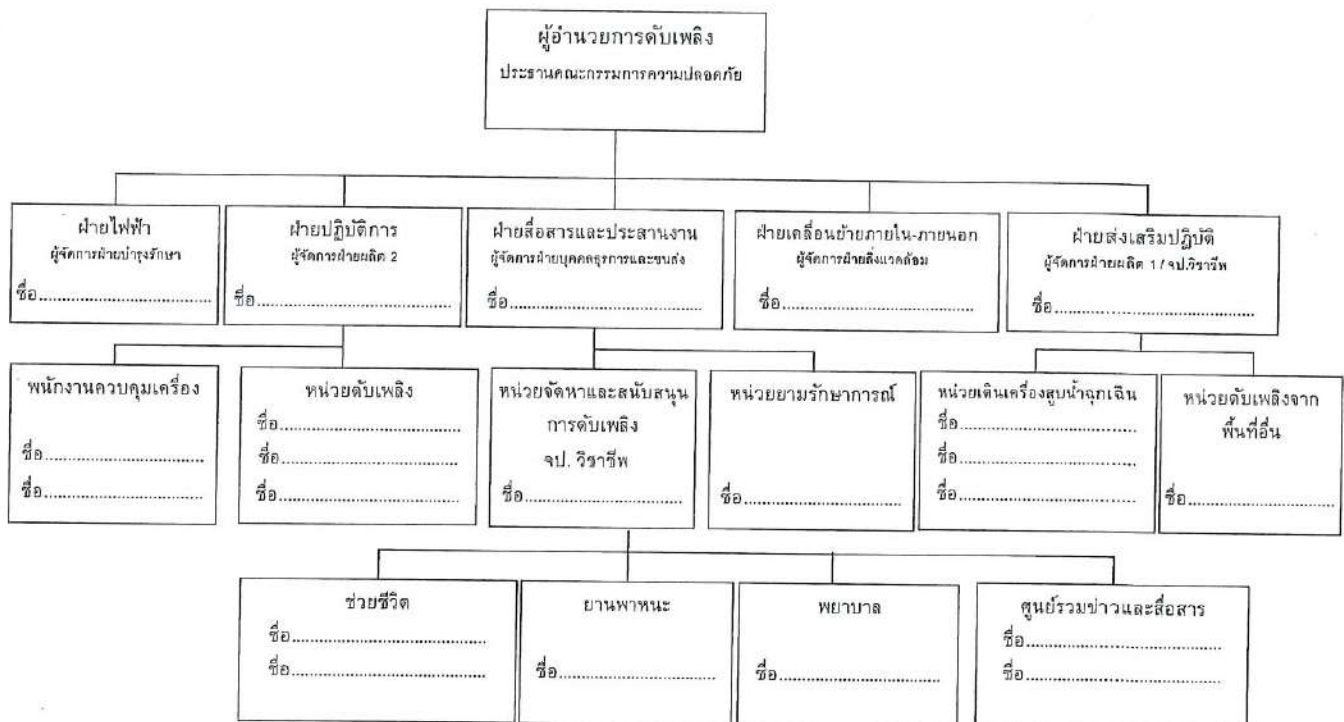 ผู้อำนวยการดับเพลิง
ประธานคณะกรรมการความปลอดภัย
ฝ่ายไฟฟ้า
ผู้จัดการฝ่ายบำรุงรักษา
ชื่อ........................................
ฝ่ายปฏิบัติการ
ผู้จัดการฝ่ายผลิต 2
ชื่อ........................................
ฝ่ายสื่อสารและประสานงาน
ผู้จัดการฝ่ายบุคคลธุรการและขนส่ง
ชื่อ........................................
ฝ่ายเคลื่อนย้ายภายใน-ภายนอก
ผู้จัดการฝ่ายสิ่งแวดล้อม
ชื่อ........................................
ฝ่ายส่งเสริมปฏิบัติ
ผู้จัดการฝ่ายผลิต 1 / จป.วิชาชีพ
ชื่อ........................................
พนักงานควบคุมเครื่อง
ชื่อ........................................
ชื่อ........................................
หน่วยดับเพลิง
ชื่อ........................................
ชื่อ........................................
ชื่อ........................................
หน่วยจัดหาและสนับสนุน
การดับเพลิง
จป. วิชาชีพ
ชื่อ........................................
หน่วยยามรักษาการณ์
ชื่อ........................................
หน่วยเดินเครื่องสูบน้ำฉุกเฉิน
ชื่อ........................................
ชื่อ........................................
ชื่อ........................................
หน่วยดับเพลิงจาก
พื้นที่อื่น
ชื่อ........................................
ช่วยชีวิต
ชื่อ........................................
ชื่อ........................................
ยานพาหนะ
ชื่อ........................................
พยาบาล
ชื่อ........................................
ศูนย์รวมข่าวและสื่อสาร
ชื่อ........................................
ชื่อ........................................